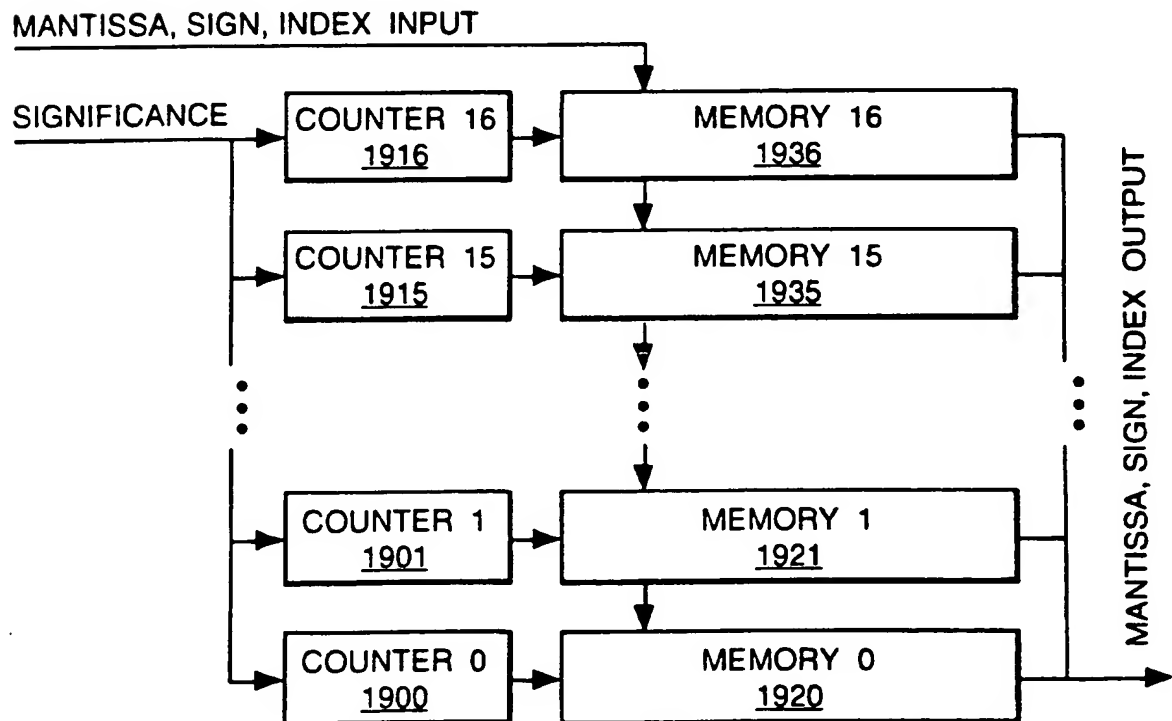 MANTISSA, SIGN, INDEX INPUT
SIGNIFICANCE
COUNTER 16
1916
MEMORY 16
1936
COUNTER 15
1915
MEMORY 15
1935
COUNTER 1
1901
MEMORY 1
1921
COUNTER 0
1900
MEMORY 0
1920
MANTISSA, SIGN, INDEX OUTPUT